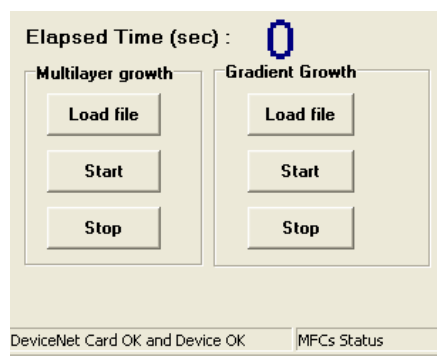 Elapsed Time (sec) : 0
Multilayer growth Gradient Growth
Load file Load file
Start Start
Stop Stop
DeviceNet Card OK and Device OK MFCs Status